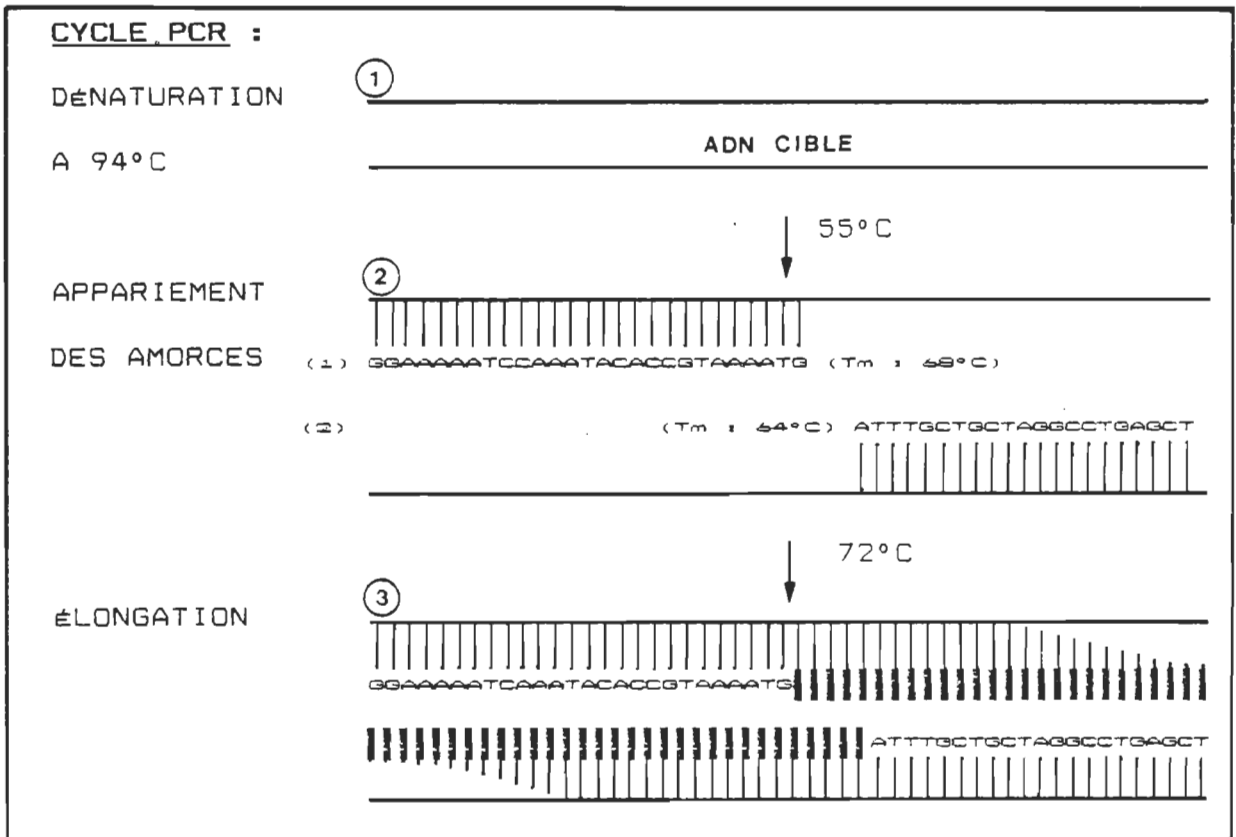 CYCLE PCR :
DÉNATURATION
1
A 94°C
ADN CIBLE
55°C
APPARIEMENT
2
DES AMORCES (1) GGAAAAATCCAAATACACCGTAAAATG (Tm : 68°C)
(2) (Tm : 64°C) ATTTGCTGCTAGGCCTGAGCT
72°C
3
ÉLONGATION
GGAAAAATCAAATACACCGTAAAATG
ATTTGCTGCTAGGCCTGAGCT